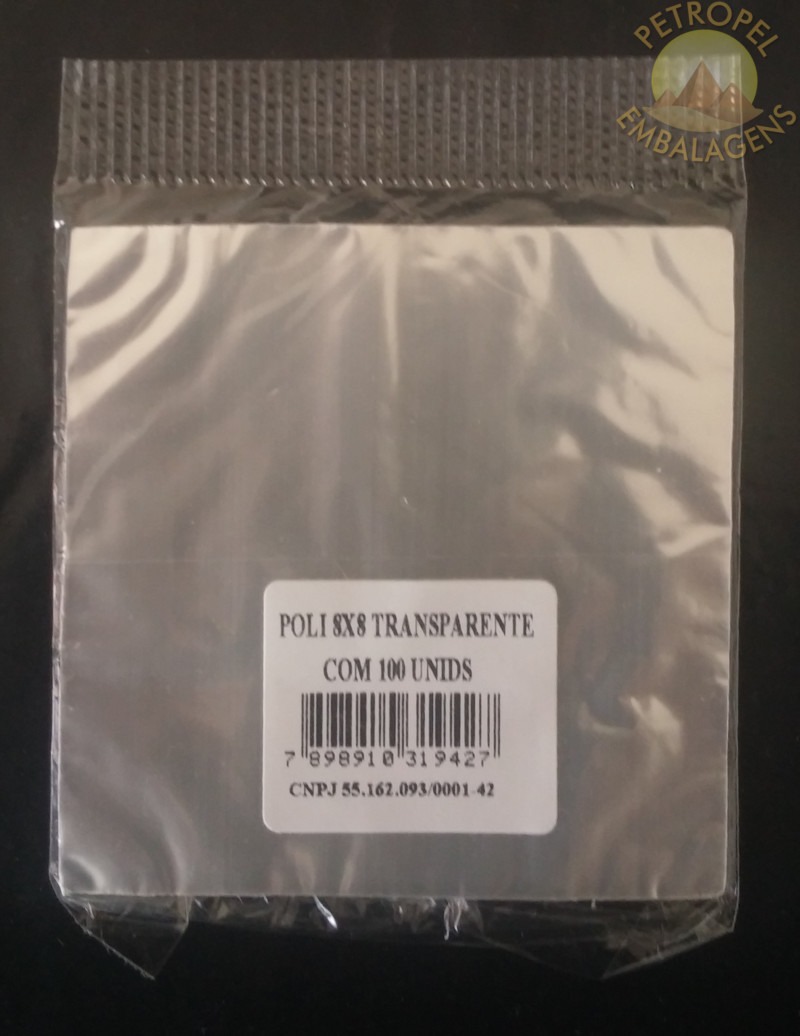 PETROPEL
EMBALAGENS
POLI 8X8 TRANSPARENTE
COM 100 UNIDS
7 898910 319427
CNPJ 55.162.093/0001-42